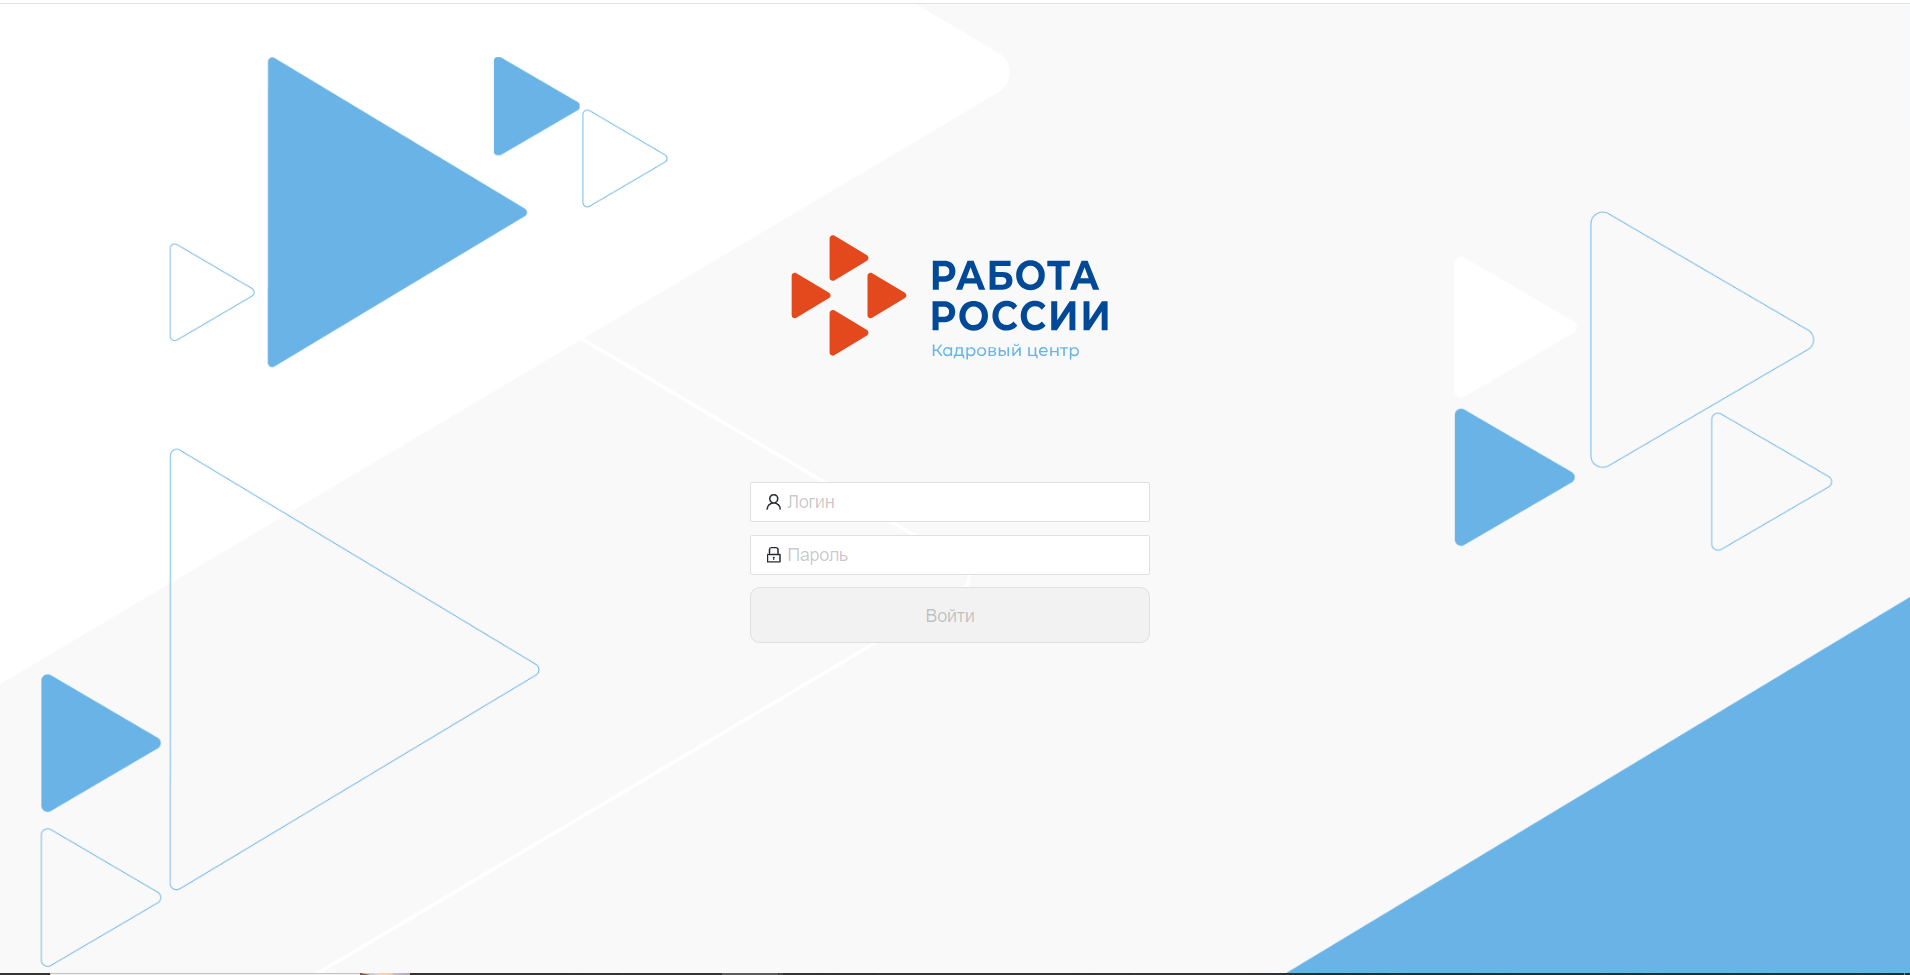 РАБОТА
РОССИИ
Кадровый центр
Логин
Пароль
Войти